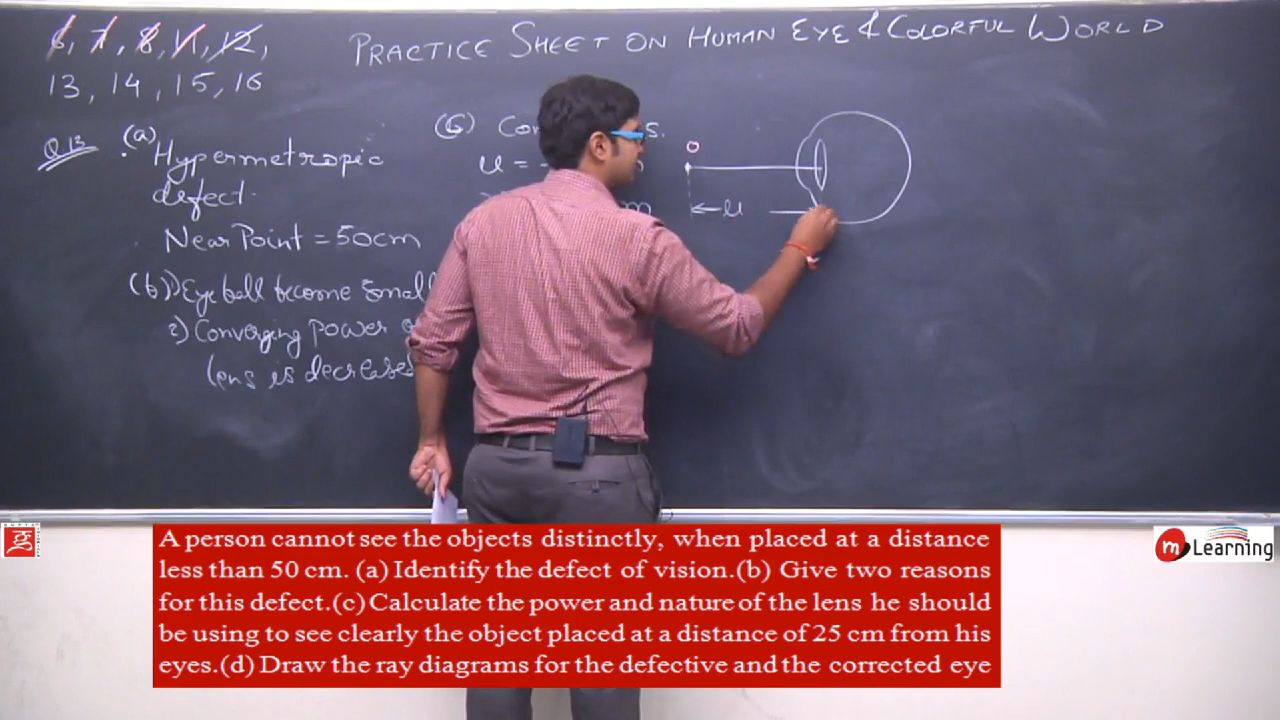 6, 7, 8, 11, 12,
13, 14, 15, 16
PRACTICE SHEET ON HUMAN EYE & COLORFUL WORLD
Q 13
(a) Hypermetropic
defect.
Near Point = 50cm
(b) Eye ball become small
2) Converging power
lens is decreases
(6) Con
u =
m
O
u
A person cannot see the objects distinctly, when placed at a distance
less than 50 cm. (a) Identify the defect of vision.(b) Give two reasons
for this defect.(c) Calculate the power and nature of the lens he should
be using to see clearly the object placed at a distance of 25 cm from his
eyes.(d) Draw the ray diagrams for the defective and the corrected eye
m Learning